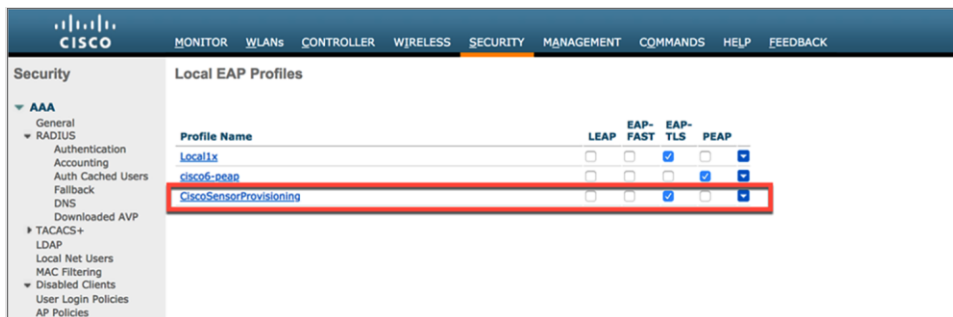 CISCO
MONITOR WLANs CONTROLLER WIRELESS SECURITY MANAGEMENT COMMANDS HELP FEEDBACK
Security
AAA
General
RADIUS
Authentication
Accounting
Auth Cached Users
Fallback
DNS
Downloaded AVP
TACACS+
LDAP
Local Net Users
MAC Filtering
Disabled Clients
User Login Policies
AP Policies
Local EAP Profiles
Profile Name LEAP EAP-FAST EAP-TLS PEAP
Local1x
cisco6-peap
CiscoSensorProvisioning